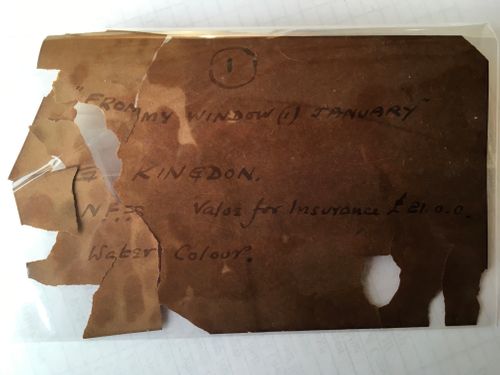 1
"FROM MY WINDOW (1) JANUARY"
KINGDON.
N.F.S Value for Insurance £21.0.0.
Water Colour.